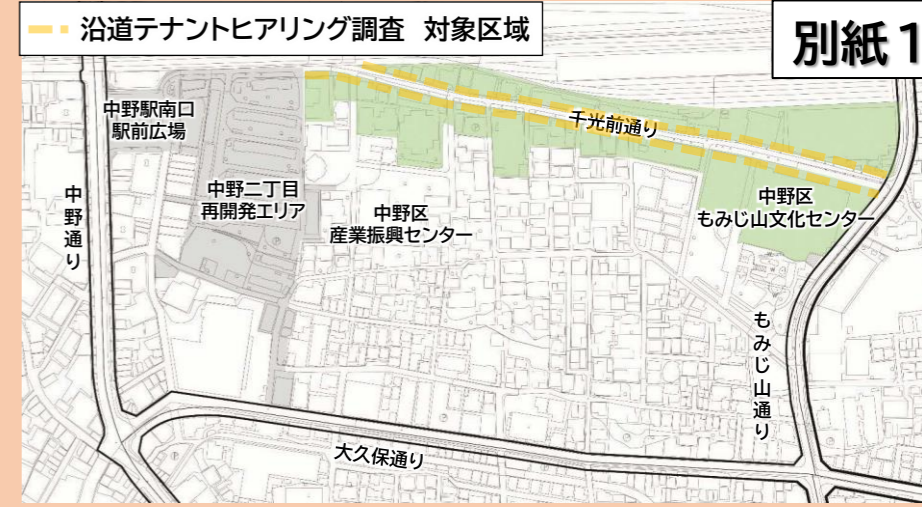 沿道テナントヒアリング調査 対象区域
別紙1
中野駅南口
駅前広場
千光前通り
中野通り
中野二丁目
再開発エリア
中野区
産業振興センター
中野区
もみじ山文化センター
もみじ山通り
大久保通り